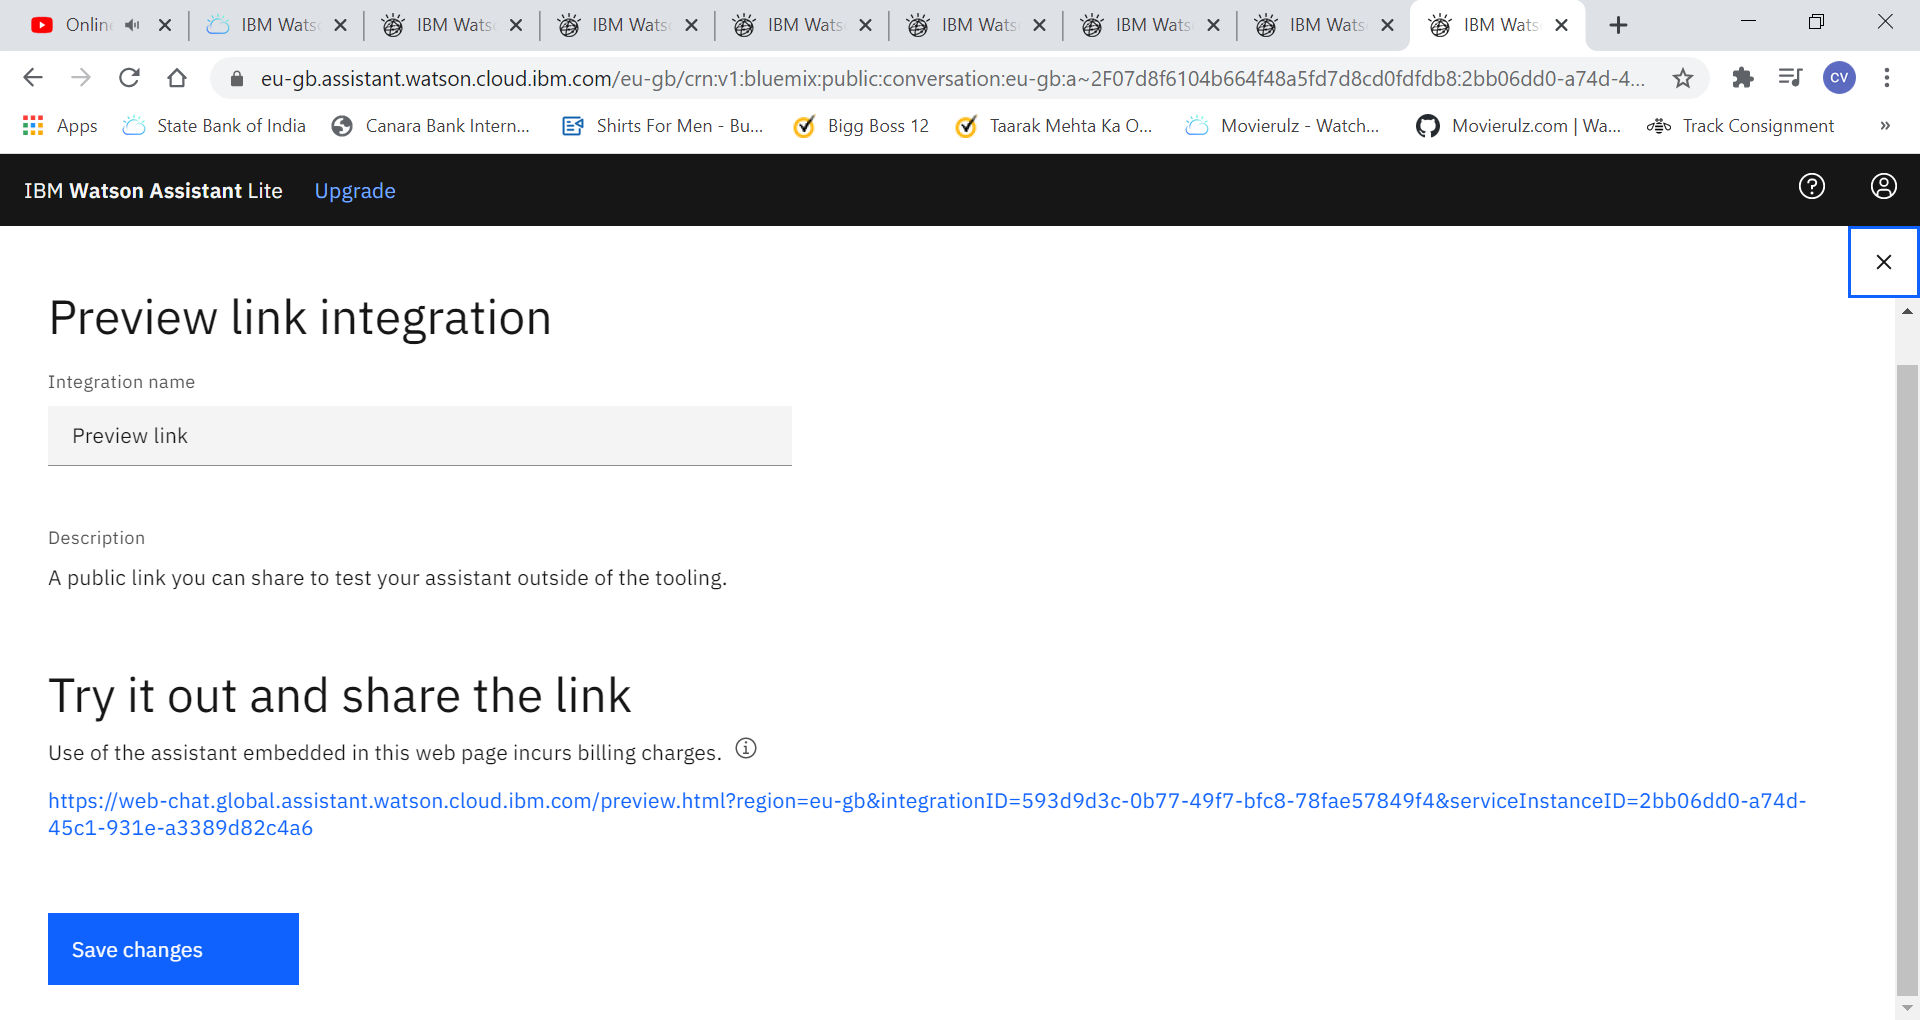 Online
IBM Wats
IBM Wats
IBM Wats
IBM Wats
IBM Wats
IBM Wats
IBM Wats
IBM Wats
eu-gb.assistant.watson.cloud.ibm.com/eu-gb/crn:v1:bluemix:public:conversation:eu-gb:a~2F07d8f6104b664f48a5fd7d8cd0fdfdb8:2bb06dd0-a74d-4...
CV
Apps
State Bank of India
Canara Bank Intern...
Shirts For Men - Bu...
Bigg Boss 12
Taarak Mehta Ka O...
Movierulz - Watch...
Movierulz.com | Wa...
Track Consignment
»
IBM Watson Assistant Lite
Upgrade
Preview link integration
Integration name
Preview link
Description
A public link you can share to test your assistant outside of the tooling.
Try it out and share the link
Use of the assistant embedded in this web page incurs billing charges.
https://web-chat.global.assistant.watson.cloud.ibm.com/preview.html?region=eu-gb&integrationID=593d9d3c-0b77-49f7-bfc8-78fae57849f4&serviceInstanceID=2bb06dd0-a74d-
45c1-931e-a3389d82c4a6
Save changes